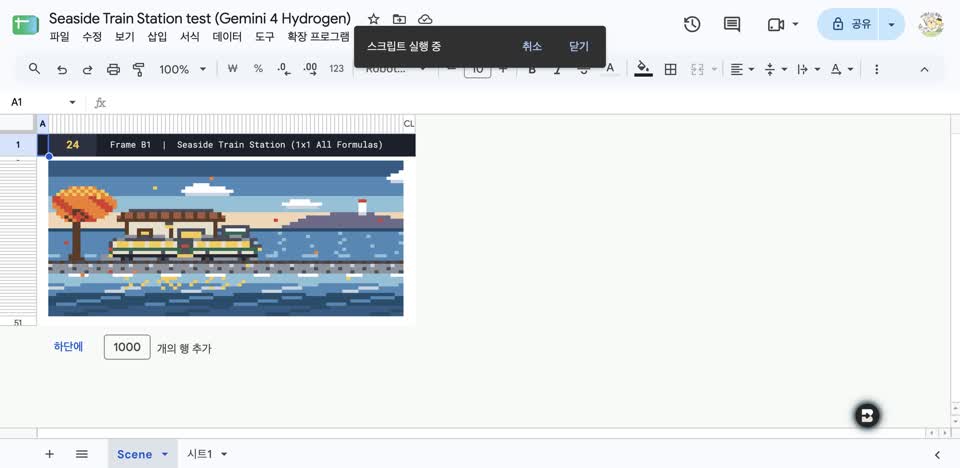 Seaside Train Station test (Gemini 4 Hydrogen)
파일 수정 보기 삽입 서식 데이터 도구 확장 프로그램
스크립트 실행 중 취소 닫기
공유
100% ₩ % .0 .00 123 10 B I A
A1 fx
A CL
1 24 Frame B1 | Seaside Train Station (1x1 All Formulas)
51
하단에 1000 개의 행 추가
Scene 시트1